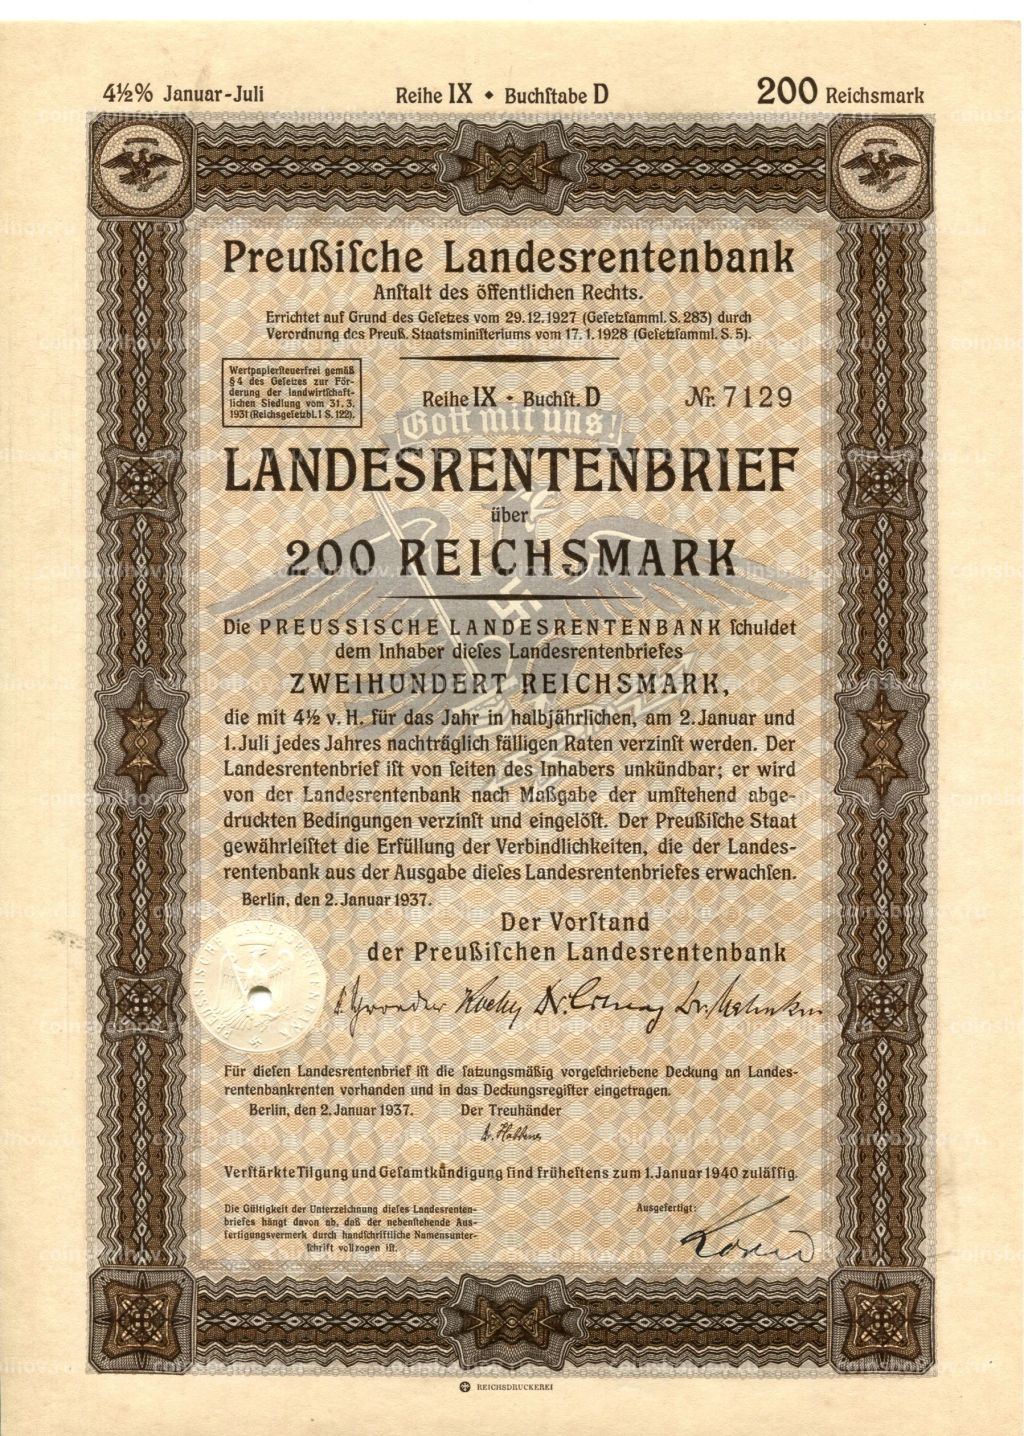 4½% Januar-Juli Reihe IX • Buchſtabe D 200 Reichsmark
Preußiſche Landesrentenbank
Anſtalt des öffentlichen Rechts.
Errichtet auf Grund des Geſetzes vom 29.12.1927 (Geſetzſamml. S. 283) durch
Verordnung des Preuß. Staatsminiſteriums vom 17.1.1928 (Geſetzſamml. S. 5).
Wertpapierſteuerfrei gemäß
§ 4 des Geſetzes zur För-
derung der landwirtſchaft-
lichen Siedlung vom 31. 3.
1931 (Reichsgeſetzbl. I S. 122).
Reihe IX • Buchſt. D Nr. 7129
Gott mit uns!
LANDESRENTENBRIEF
über
200 REICHSMARK
Die PREUSSISCHE LANDESRENTENBANK ſchuldet
dem Inhaber dieſes Landesrentenbriefes
ZWEIHUNDERT REICHSMARK,
die mit 4½ v. H. für das Jahr in halbjährlichen, am 2. Januar und
1. Juli jedes Jahres nachträglich fälligen Raten verzinſt werden. Der
Landesrentenbrief iſt von ſeiten des Inhabers unkündbar; er wird
von der Landesrentenbank nach Maßgabe der umſtehend abge-
druckten Bedingungen verzinſt und eingelöſt. Der Preußiſche Staat
gewährleiſtet die Erfüllung der Verbindlichkeiten, die der Landes-
rentenbank aus der Ausgabe dieſes Landesrentenbriefes erwachſen.
Berlin, den 2. Januar 1937.
Der Vorſtand
der Preußiſchen Landesrentenbank
PREUSSISCHE LANDESRENTENBANK
Für dieſen Landesrentenbrief iſt die ſatzungsmäßig vorgeſchriebene Deckung an Landes-
rentenbankrenten vorhanden und in das Deckungsregiſter eingetragen.
Berlin, den 2. Januar 1937. Der Treuhänder
Verſtärkte Tilgung und Geſamtkündigung ſind früheſtens zum 1. Januar 1940 zuläſſig.
Die Gültigkeit der Unterzeichnung dieſes Landesrenten-
briefes hängt davon ab, daß der nebenſtehende Aus-
fertigungsvermerk durch handſchriftliche Namensunter-
ſchrift vollzogen iſt.
Ausgefertigt:
REICHSDRUCKEREI
coinsbolhov.ru